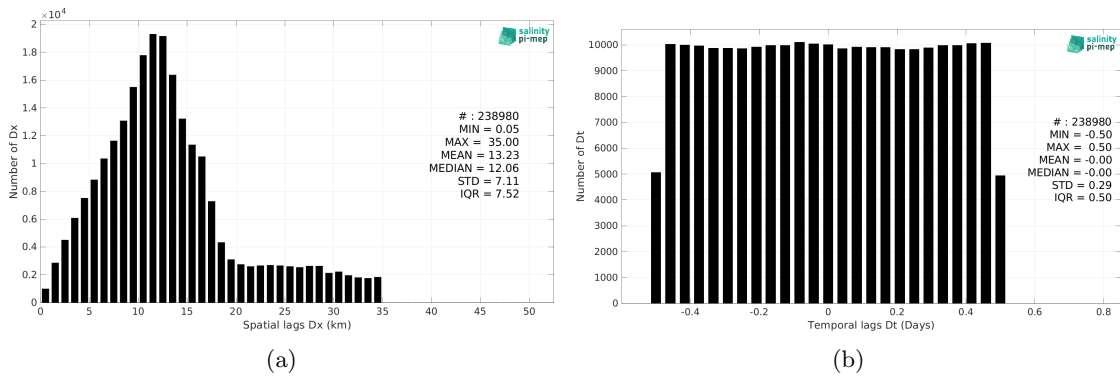 ×10⁴
2
1.8
1.6
1.4
1.2
1
0.8
0.6
0.4
0.2
0
Number of Dx
0 5 10 15 20 25 30 35 40 45 50
Spatial lags Dx (km)
salinity
pi-mep
# : 238980
MIN = 0.05
MAX = 35.00
MEAN = 13.23
MEDIAN = 12.06
STD = 7.11
IQR = 7.52
(a)
10000
9000
8000
7000
6000
5000
4000
3000
2000
1000
0
Number of Dt
-0.4 -0.2 0 0.2 0.4 0.6 0.8
Temporal lags Dt (Days)
salinity
pi-mep
# : 238980
MIN = -0.50
MAX = 0.50
MEAN = -0.00
MEDIAN = -0.00
STD = 0.29
IQR = 0.50
(b)